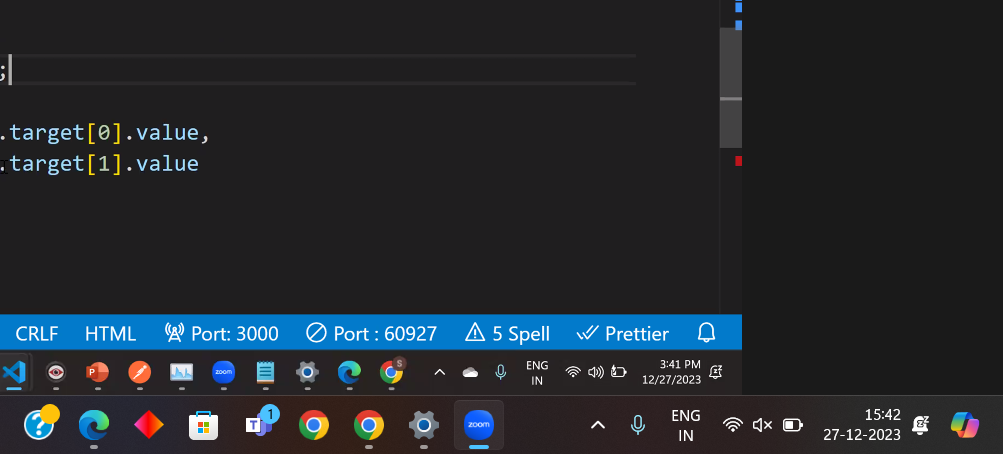 ;
.target[0].value,
.target[1].value
CRLF HTML Port: 3000 Port : 60927 5 Spell Prettier
zoom S ENG IN 3:41 PM 12/27/2023
? T 1 zoom ENG IN 15:42 27-12-2023